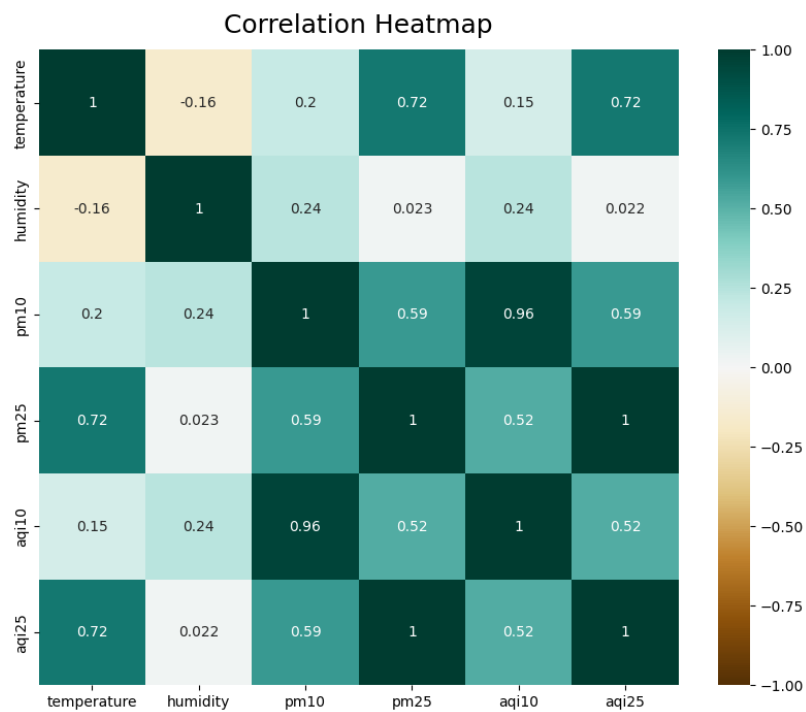 Correlation Heatmap
temperature 1 -0.16 0.2 0.72 0.15 0.72
humidity -0.16 1 0.24 0.023 0.24 0.022
pm10 0.2 0.24 1 0.59 0.96 0.59
pm25 0.72 0.023 0.59 1 0.52 1
aqi10 0.15 0.24 0.96 0.52 1 0.52
aqi25 0.72 0.022 0.59 1 0.52 1
temperature humidity pm10 pm25 aqi10 aqi25
1.00
0.75
0.50
0.25
0.00
−0.25
−0.50
−0.75
−1.00